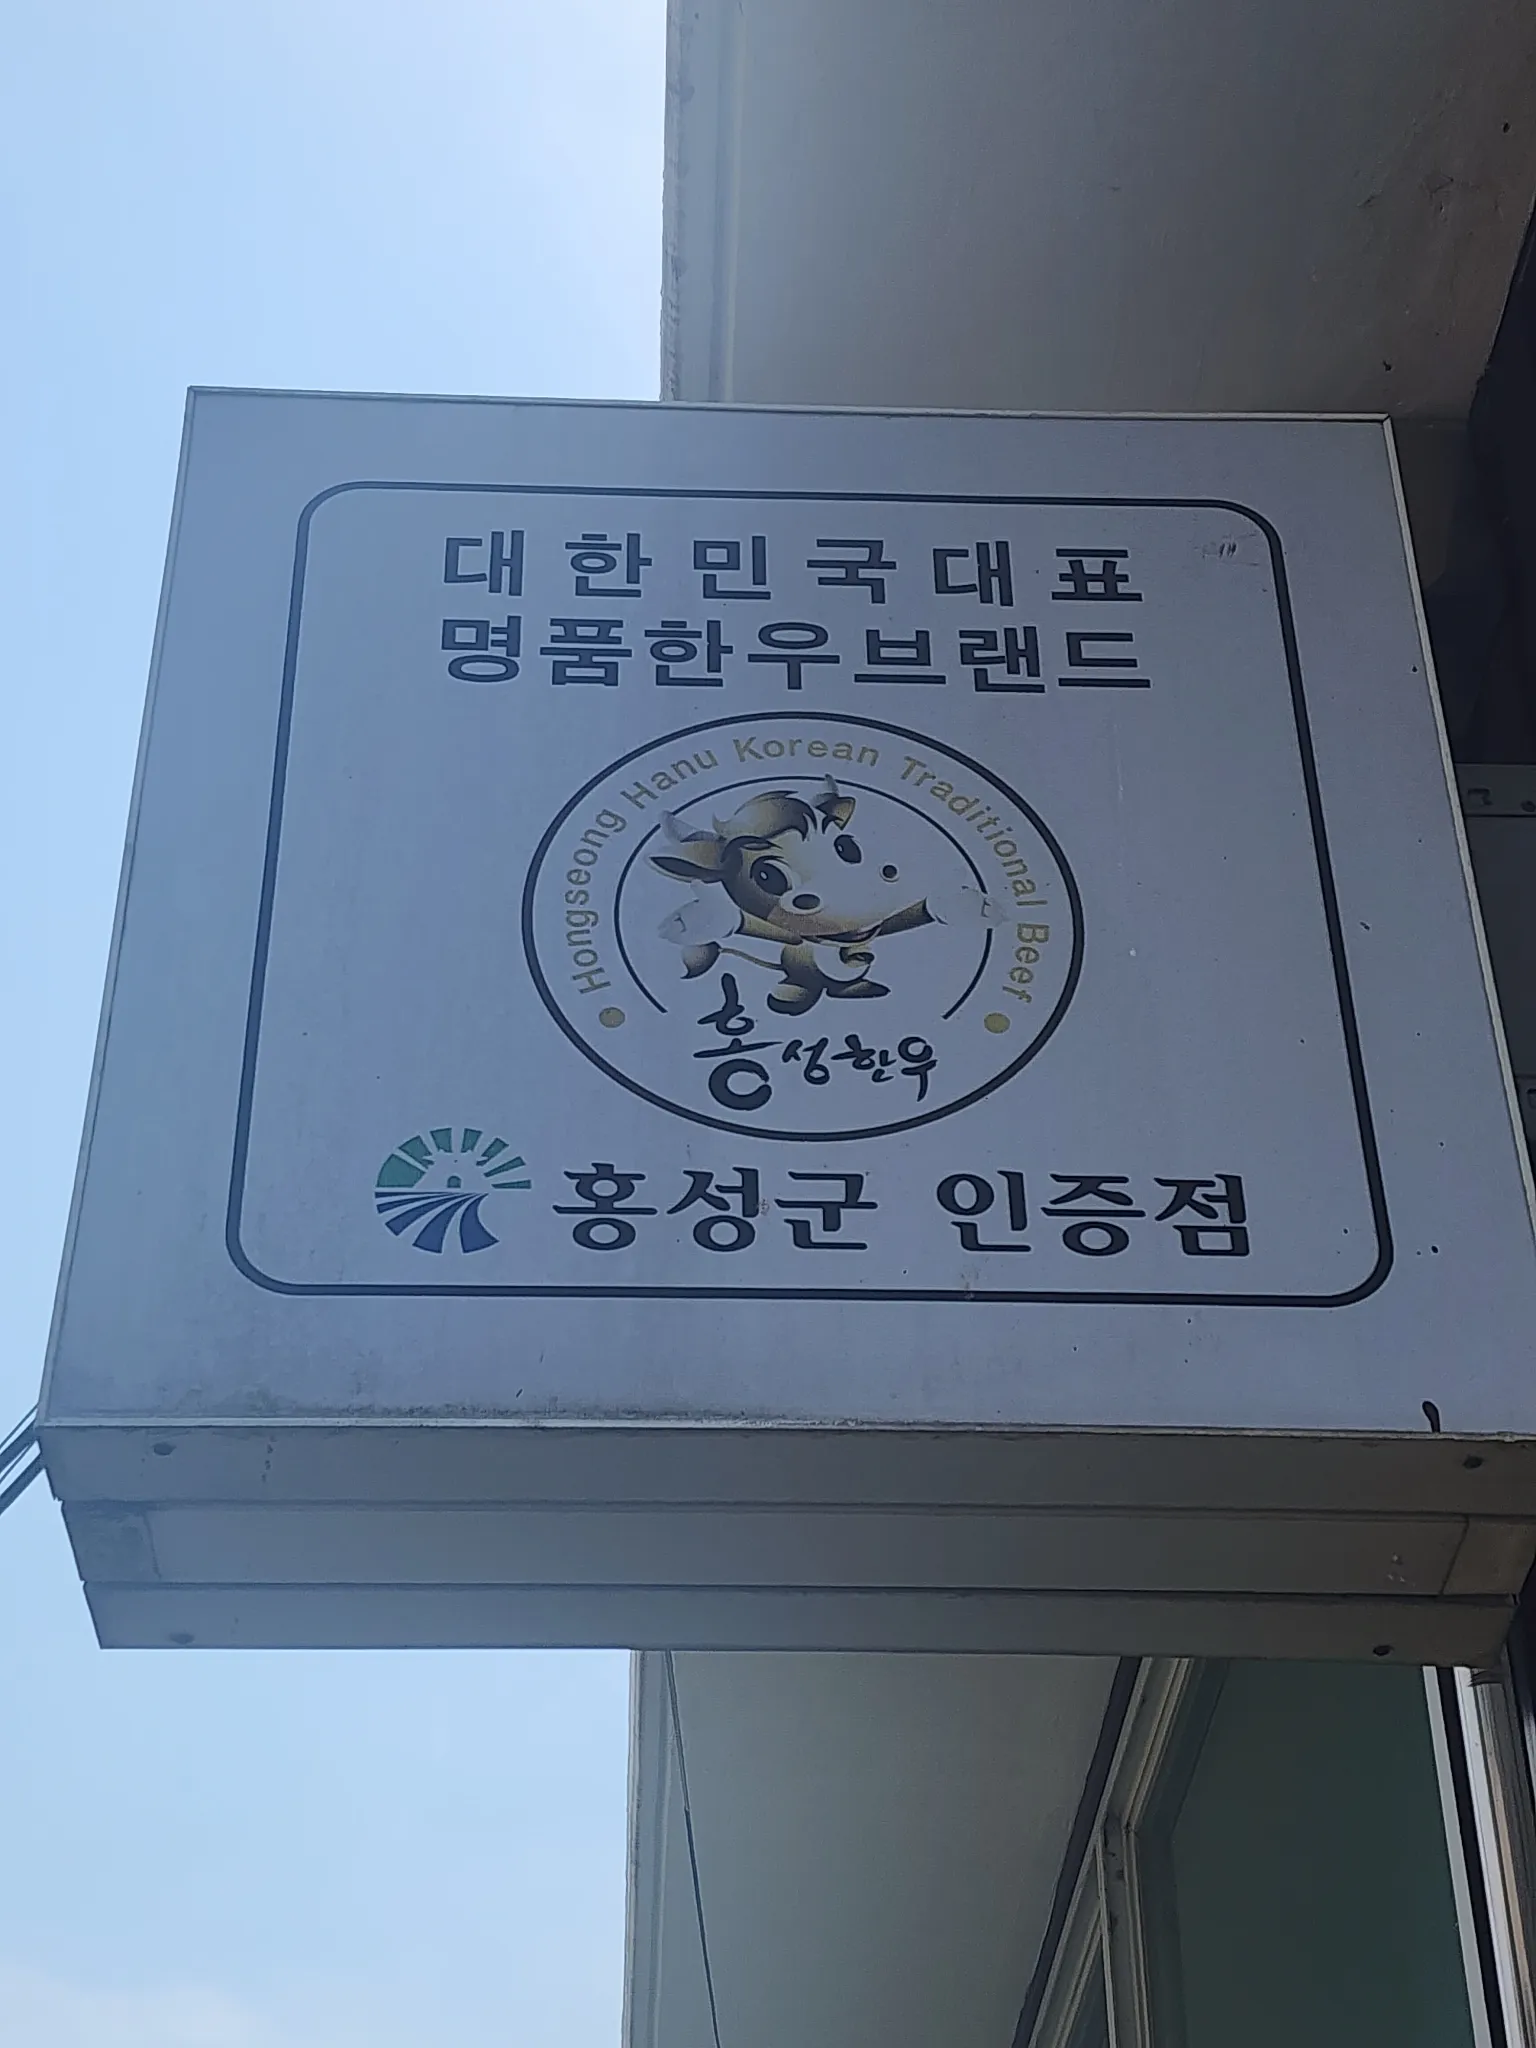 대한민국대표
명품한우브랜드
Hongseong Hanu Korean Traditional Beef
홍성한우
홍성군 인증점